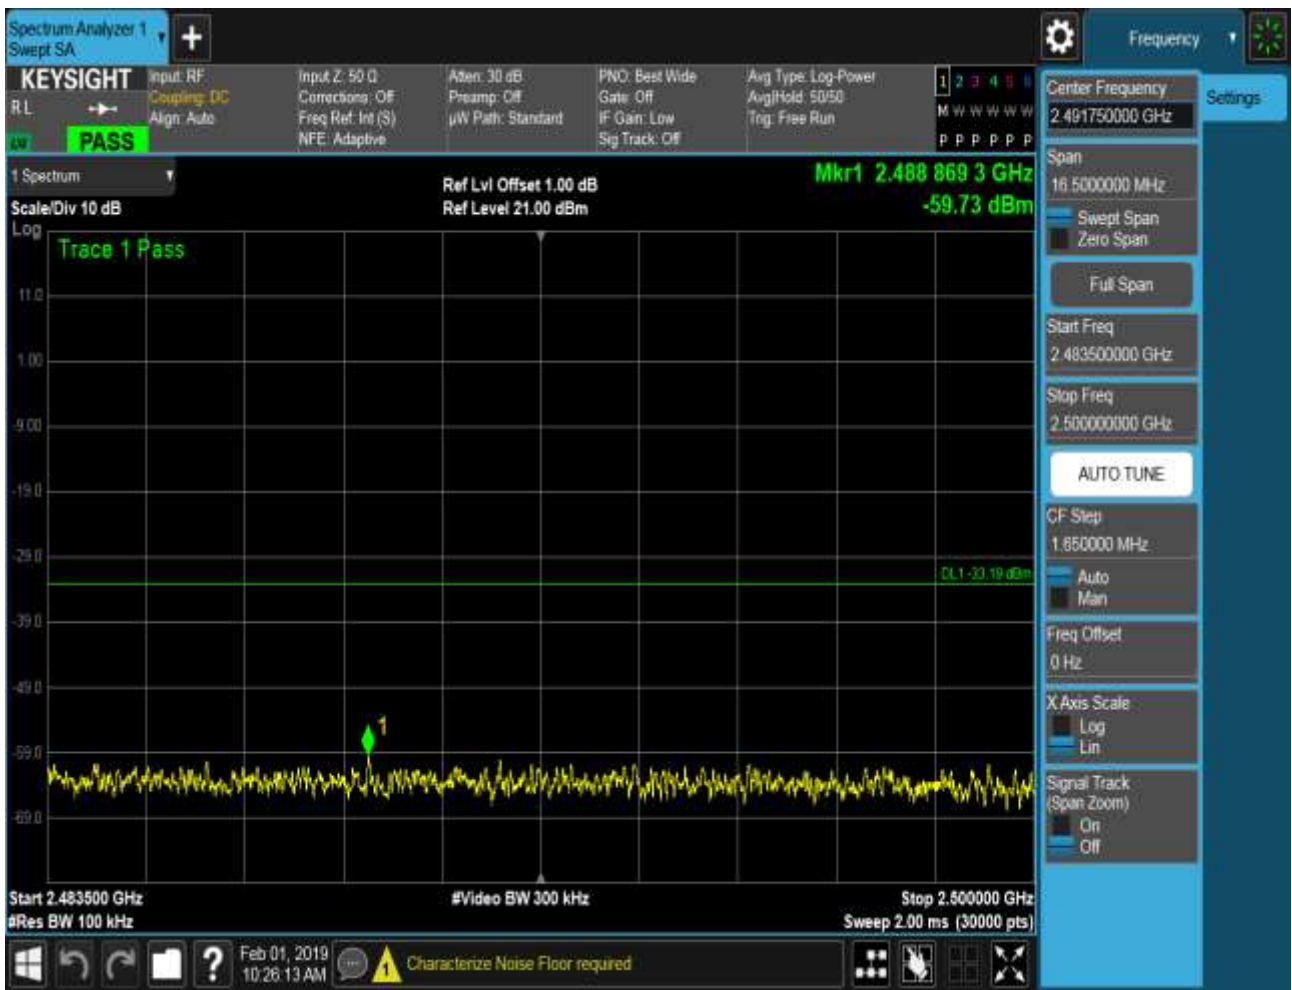 Spectrum Analyzer 1
Swept SA
+
Frequency
KEYSIGHT
R L
PASS
Input: RF
Coupling: DC
Align: Auto
Input Z: 50 Ω
Corrections: Off
Freq Ref: Int (S)
NFE: Adaptive
Atten: 30 dB
Preamp: Off
µW Path: Standard
PNO: Best Wide
Gate: Off
IF Gain: Low
Sig Track: Off
Avg Type: Log-Power
Avg|Hold: 50/50
Trig: Free Run
1 2 3 4 5 6
M W W W W W
P P P P P P
1 Spectrum
Scale/Div 10 dB
Log
Ref Lvl Offset 1.00 dB
Ref Level 21.00 dBm
Mkr1 2.488 869 3 GHz
-59.73 dBm
Trace 1 Pass
11.0
1.00
-9.00
-19.0
-29.0
DL1 -33.19 dBm
-39.0
-49.0
1
-59.0
-69.0
Start 2.483500 GHz
#Video BW 300 kHz
Stop 2.500000 GHz
#Res BW 100 kHz
Sweep 2.00 ms (30000 pts)
?
Feb 01, 2019
10:26:13 AM
1
Characterize Noise Floor required
Settings
Center Frequency
2.491750000 GHz
Span
16.5000000 MHz
Swept Span
Zero Span
Full Span
Start Freq
2.483500000 GHz
Stop Freq
2.500000000 GHz
AUTO TUNE
CF Step
1.650000 MHz
Auto
Man
Freq Offset
0 Hz
X Axis Scale
Log
Lin
Signal Track
(Span Zoom)
On
Off